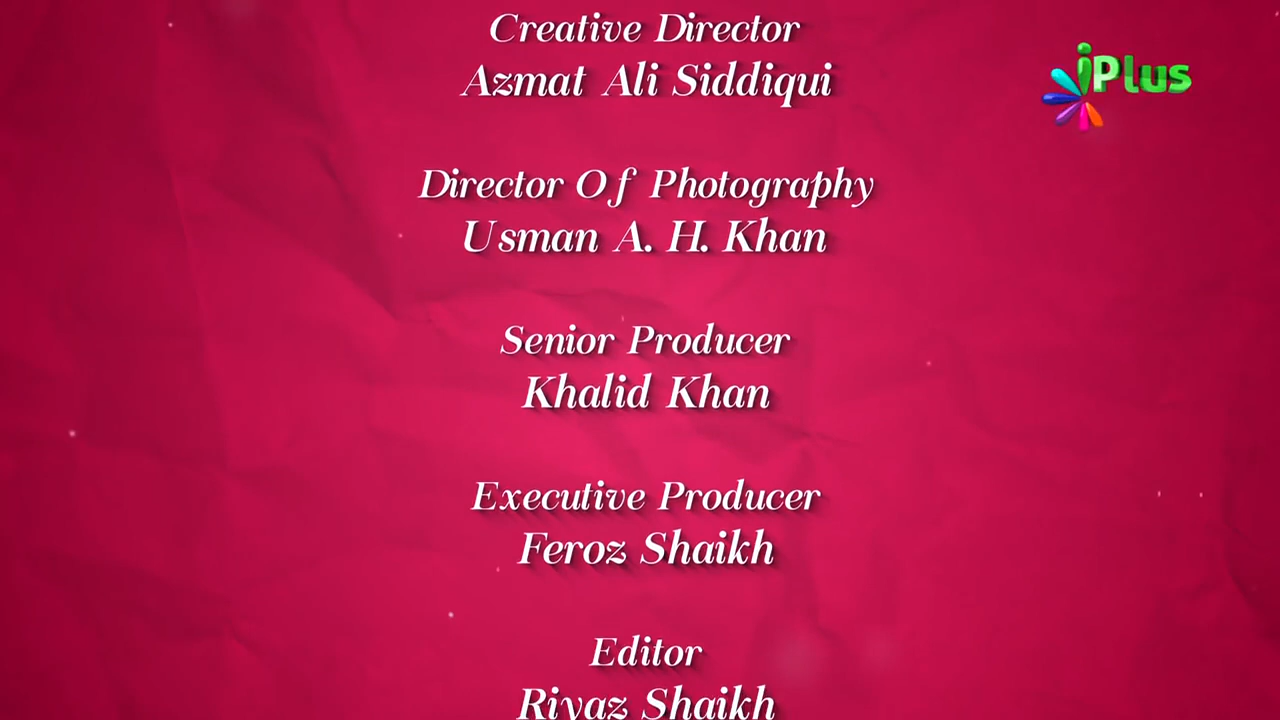 Creative Director
Azmat Ali Siddiqui
iPlus
Director Of Photography
Usman A. H. Khan
Senior Producer
Khalid Khan
Executive Producer
Feroz Shaikh
Editor
Riyaz Shaikh